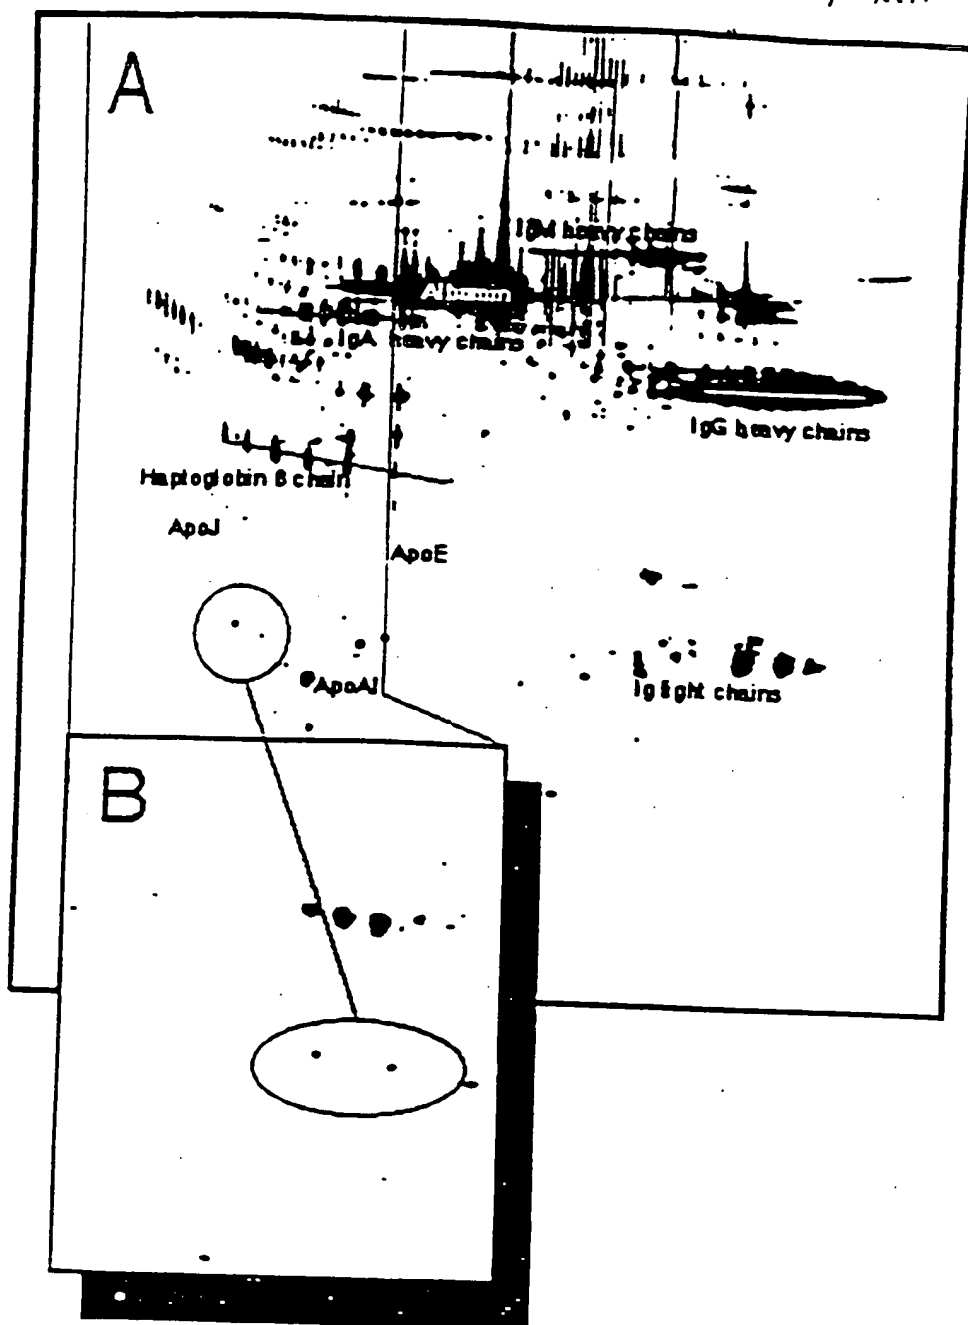 A
IgM heavy chains
Albumin
IgA heavy chains
IgG heavy chains
Haptoglobin β chain
ApoJ
ApoE
ApoAI
Ig light chains
B